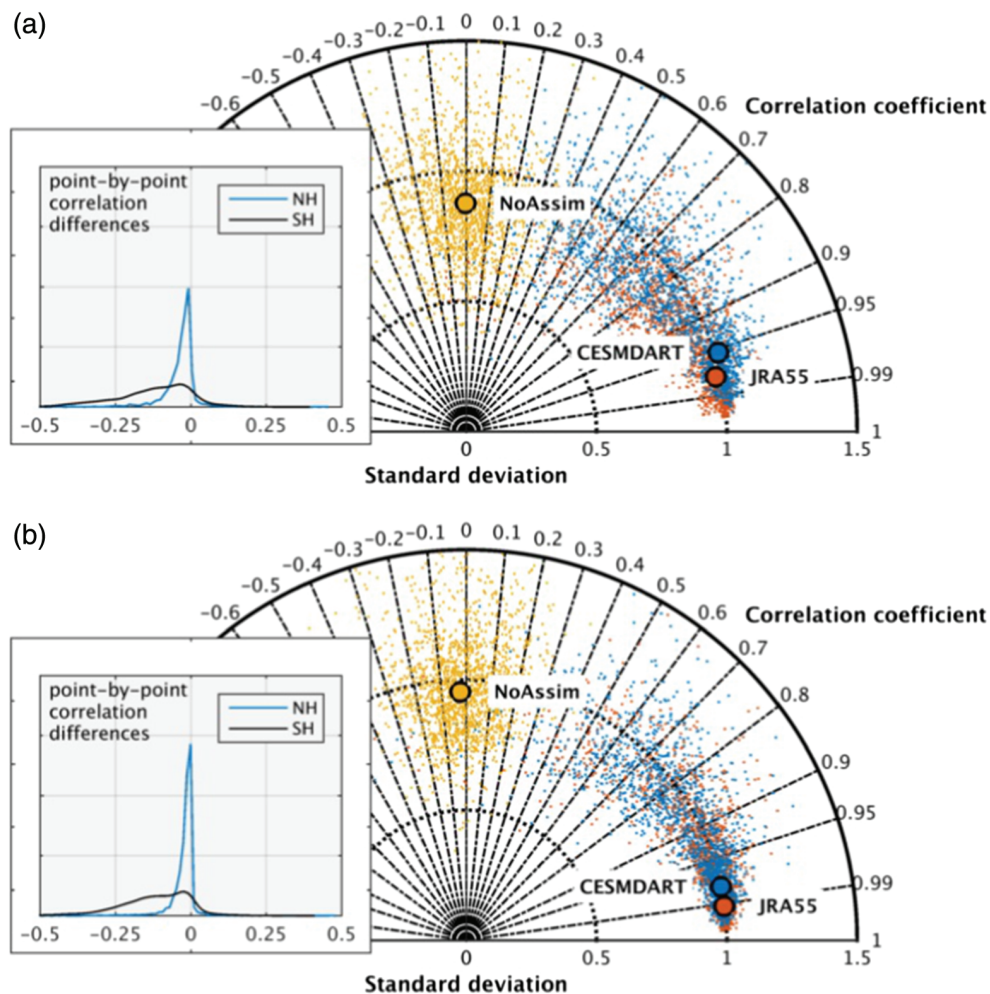 (a)
−0.6
−0.5
−0.4
−0.3
−0.2
−0.1
0
0.1
0.2
0.3
0.4
0.5
0.6
0.7
0.8
0.9
0.95
0.99
1
Correlation coefficient
point-by-point
correlation
differences
NH
SH
−0.5
−0.25
0
0.25
0.5
NoAssim
CESMDART
JRA55
0
0.5
1
1.5
Standard deviation
(b)
−0.6
−0.5
−0.4
−0.3
−0.2
−0.1
0
0.1
0.2
0.3
0.4
0.5
0.6
0.7
0.8
0.9
0.95
0.99
1
Correlation coefficient
point-by-point
correlation
differences
NH
SH
−0.5
−0.25
0
0.25
0.5
NoAssim
CESMDART
JRA55
0
0.5
1
1.5
Standard deviation